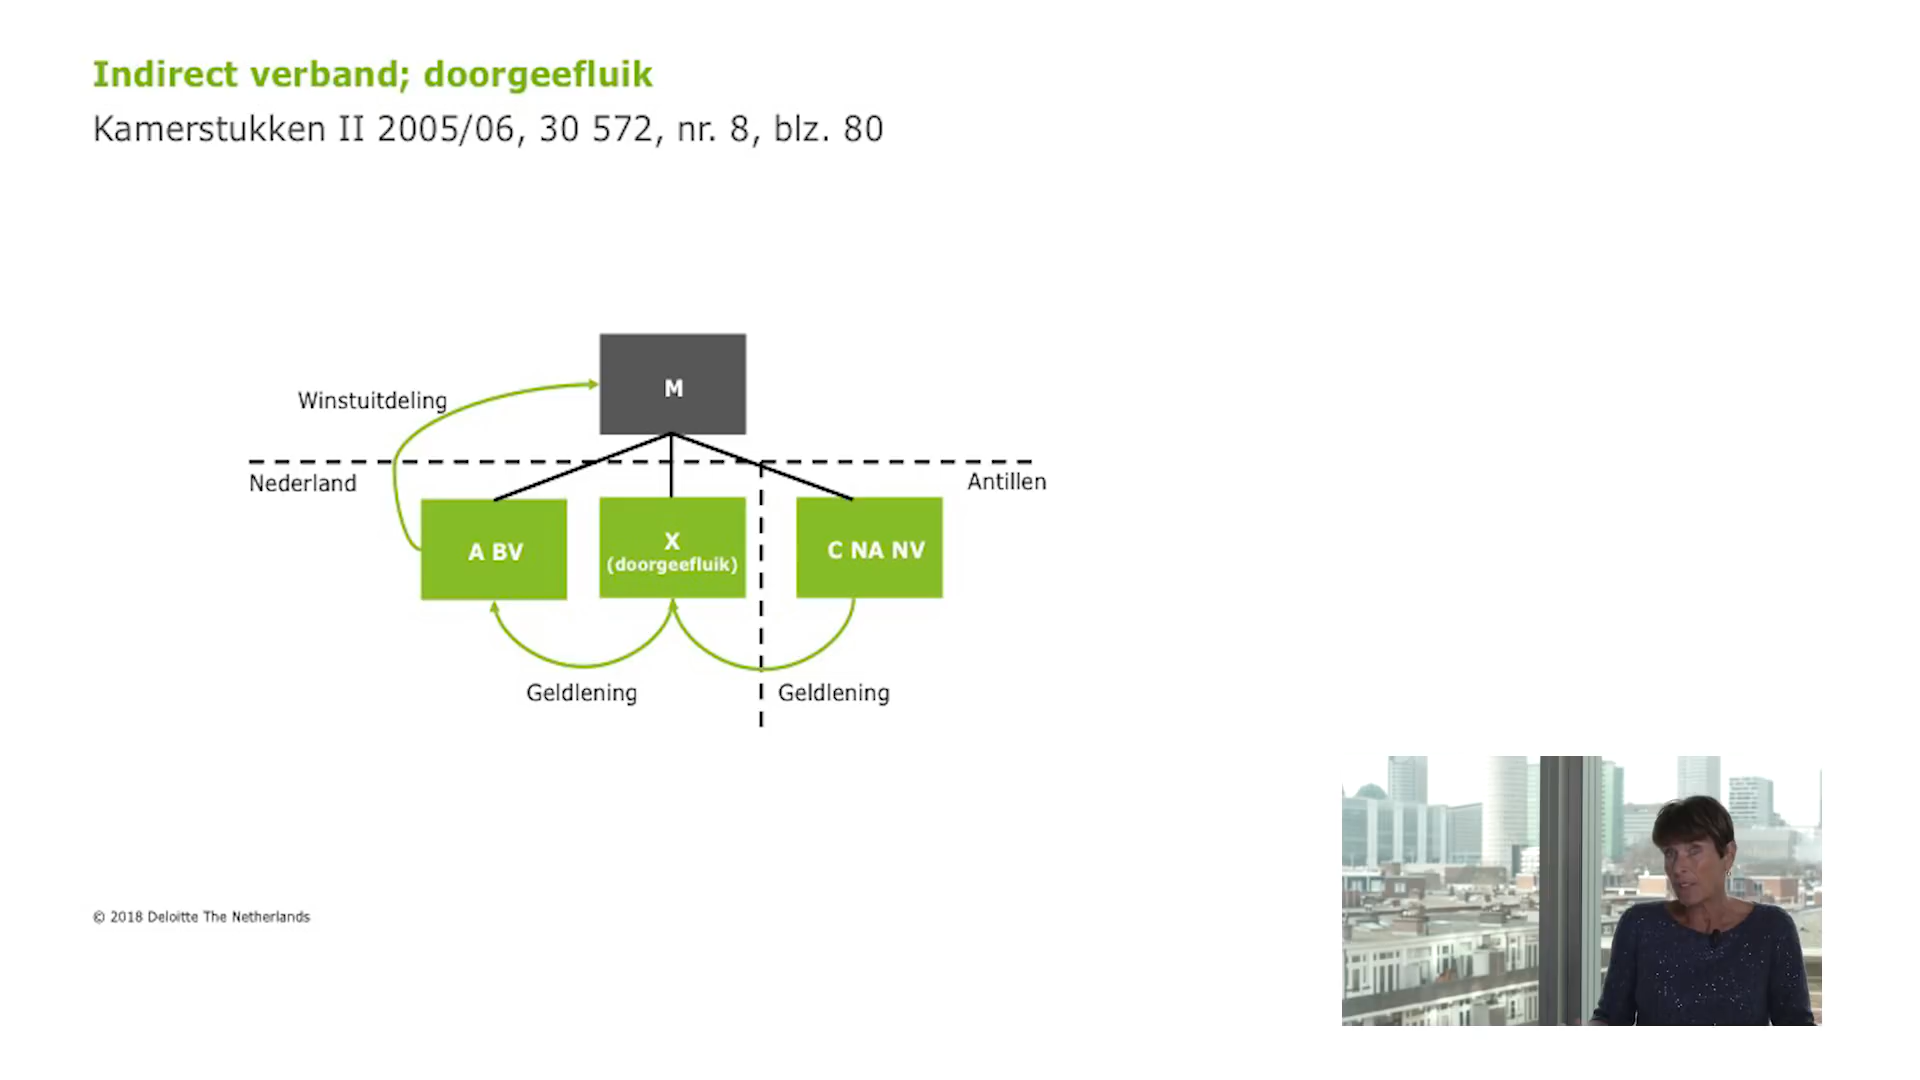 Indirect verband; doorgeefluik
Kamerstukken II 2005/06, 30 572, nr. 8, blz. 80
M
Winstuitdeling
Nederland
Antillen
A BV
X
(doorgeefluik)
C NA NV
Geldlening
Geldlening
© 2018 Deloitte The Netherlands